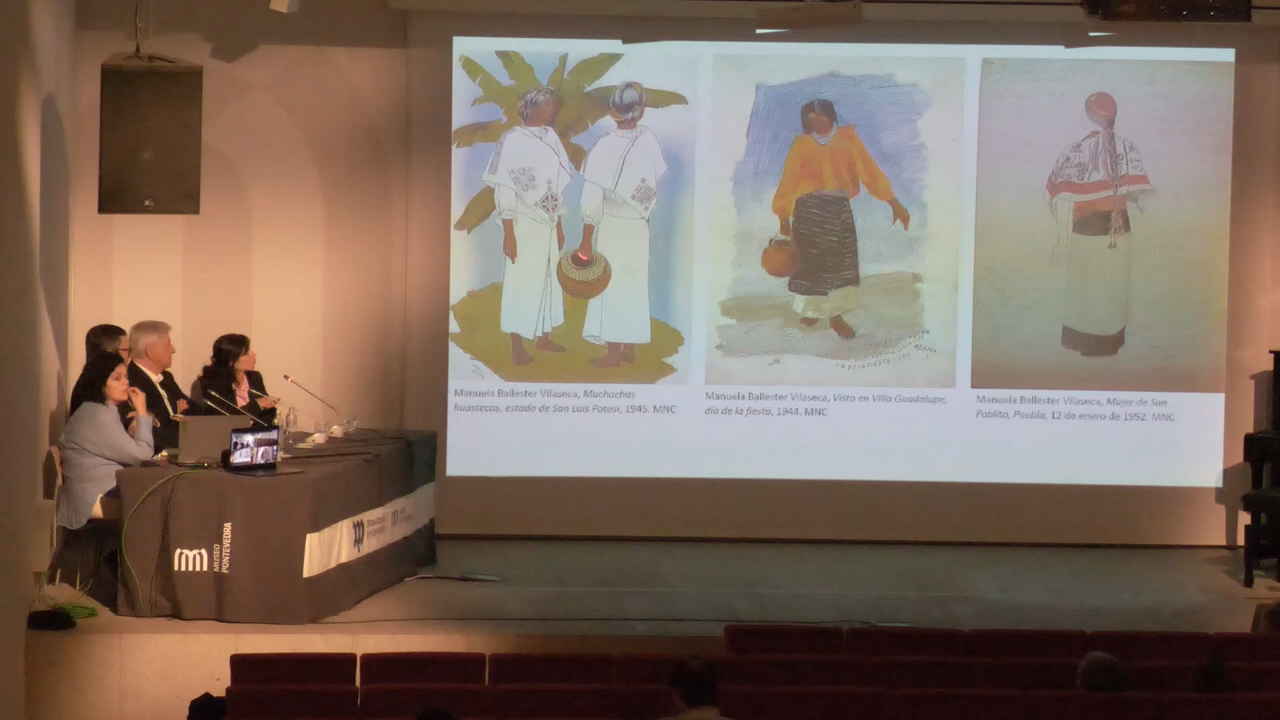 Manuela Ballester Vilaseca, Muchachas
huastecas, estado de San Luis Potosí, 1945. MNC
Manuela Ballester Vilaseca, Visto en Villa Guadalupe,
día de la fiesta, 1944. MNC
Manuela Ballester Vilaseca, Mujer de San
Pablito, Puebla, 12 de enero de 1952. MNC
MUSEO
PONTEVEDRA